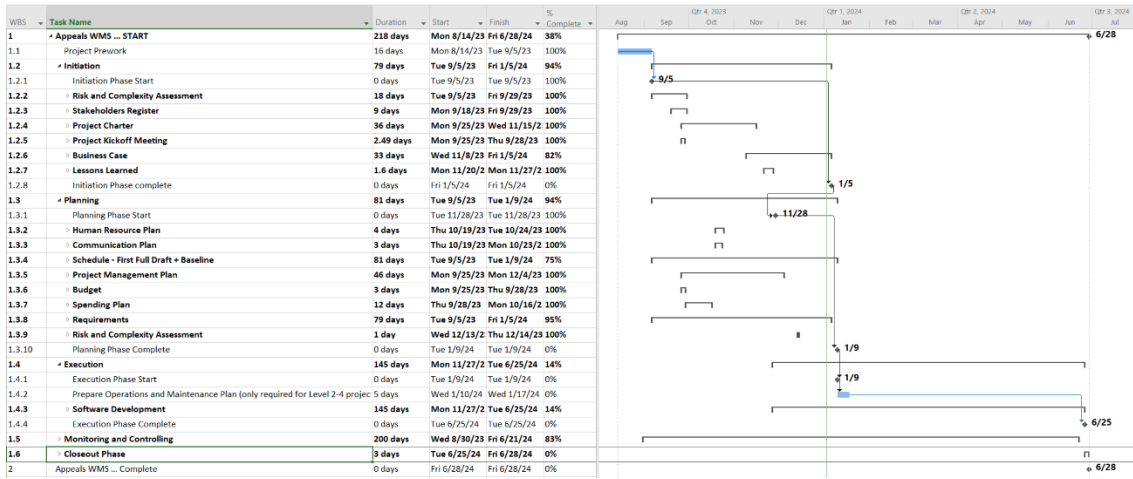 Qtr 4, 2023 Qtr 1, 2024 Qtr 2, 2024 Qtr 3, 2024
WBS Task Name Duration Start Finish % Complete Aug Sep Oct Nov Dec Jan Feb Mar Apr May Jun Jul
1 Appeals WMS ... START 218 days Mon 8/14/23 Fri 6/28/24 38% 6/28
1.1 Project Prework 16 days Mon 8/14/23 Tue 9/5/23 100%
1.2 Initiation 79 days Tue 9/5/23 Fri 1/5/24 94%
1.2.1 Initiation Phase Start 0 days Tue 9/5/23 Tue 9/5/23 100% 9/5
1.2.2 Risk and Complexity Assessment 18 days Tue 9/5/23 Fri 9/29/23 100%
1.2.3 Stakeholders Register 9 days Mon 9/18/23 Fri 9/29/23 100%
1.2.4 Project Charter 36 days Mon 9/25/23 Wed 11/15/2 100%
1.2.5 Project Kickoff Meeting 2.49 days Mon 9/25/23 Thu 9/28/23 100%
1.2.6 Business Case 33 days Wed 11/8/23 Fri 1/5/24 82%
1.2.7 Lessons Learned 1.6 days Mon 11/20/2 Mon 11/27/2 100%
1.2.8 Initiation Phase complete 0 days Fri 1/5/24 Fri 1/5/24 0% 1/5
1.3 Planning 81 days Tue 9/5/23 Tue 1/9/24 94%
1.3.1 Planning Phase Start 0 days Tue 11/28/23 Tue 11/28/23 100% 11/28
1.3.2 Human Resource Plan 4 days Thu 10/19/23 Tue 10/24/23 100%
1.3.3 Communication Plan 3 days Thu 10/19/23 Mon 10/23/2 100%
1.3.4 Schedule - First Full Draft + Baseline 81 days Tue 9/5/23 Tue 1/9/24 75%
1.3.5 Project Management Plan 46 days Mon 9/25/23 Mon 12/4/23 100%
1.3.6 Budget 3 days Mon 9/25/23 Thu 9/28/23 100%
1.3.7 Spending Plan 12 days Thu 9/28/23 Mon 10/16/2 100%
1.3.8 Requirements 79 days Tue 9/5/23 Fri 1/5/24 95%
1.3.9 Risk and Complexity Assessment 1 day Wed 12/13/2 Thu 12/14/23 100%
1.3.10 Planning Phase Complete 0 days Tue 1/9/24 Tue 1/9/24 0% 1/9
1.4 Execution 145 days Mon 11/27/2 Tue 6/25/24 14%
1.4.1 Execution Phase Start 0 days Tue 1/9/24 Tue 1/9/24 0% 1/9
1.4.2 Prepare Operations and Maintenance Plan (only required for Level 2-4 projec 5 days Wed 1/10/24 Wed 1/17/24 0%
1.4.3 Software Development 145 days Mon 11/27/2 Tue 6/25/24 14%
1.4.4 Execution Phase Complete 0 days Tue 6/25/24 Tue 6/25/24 0% 6/25
1.5 Monitoring and Controlling 200 days Wed 8/30/23 Fri 6/21/24 83%
1.6 Closeout Phase 3 days Tue 6/25/24 Fri 6/28/24 0%
2 Appeals WMS ... Complete 0 days Fri 6/28/24 Fri 6/28/24 0% 6/28